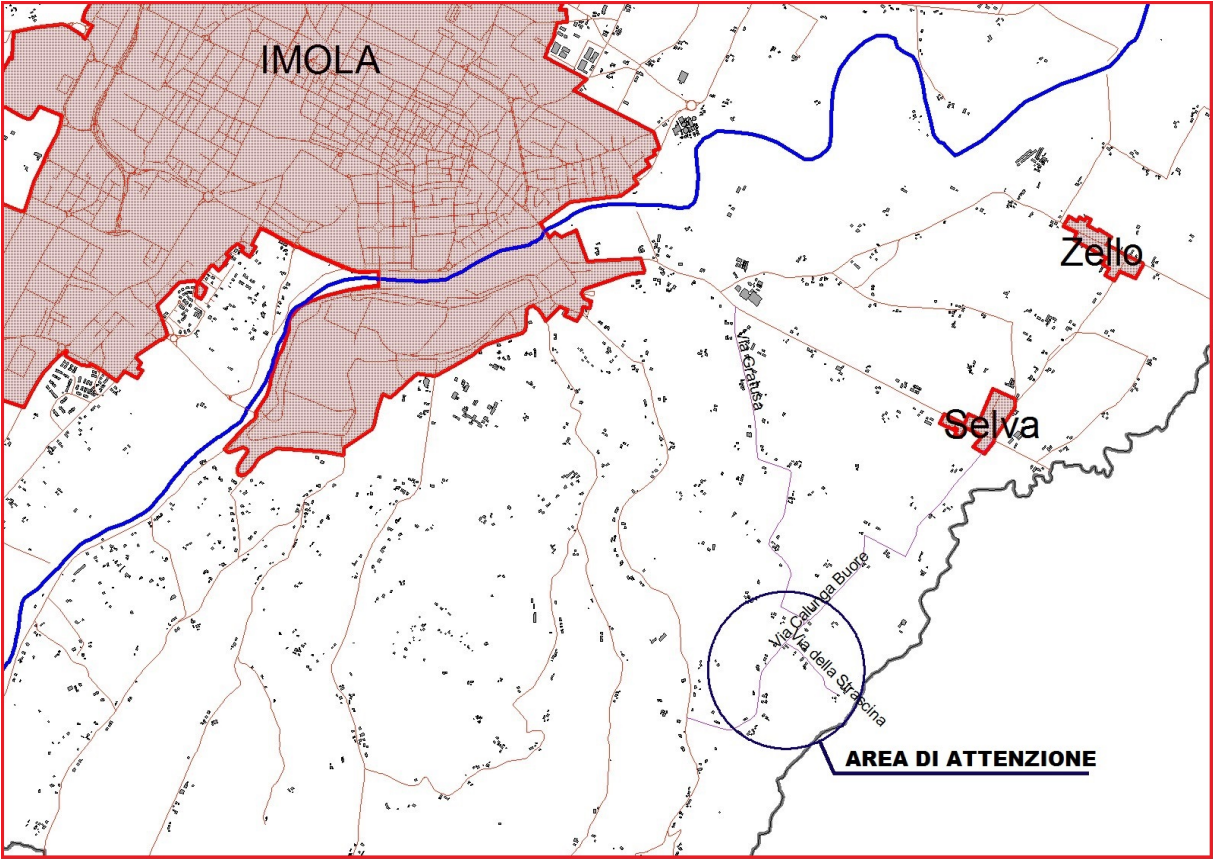 IMOLA
Zello
Via Gratusa
Selva
Via Calunga Buore
Via della Strascina
AREA DI ATTENZIONE